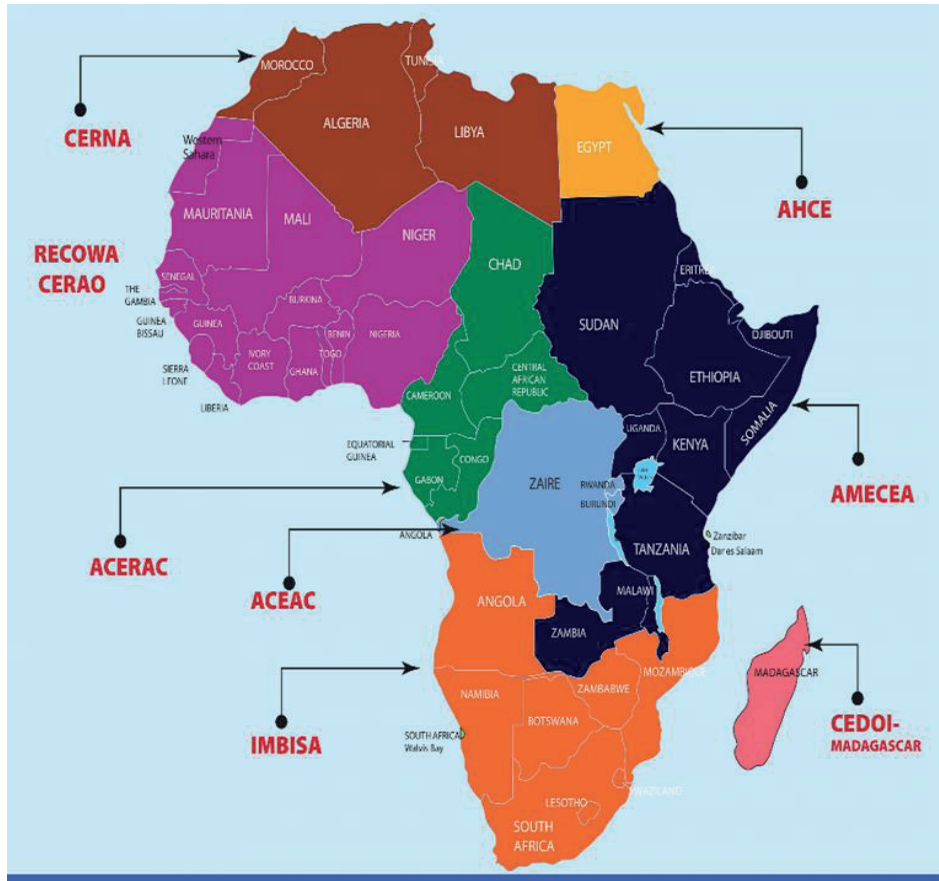 MOROCCO
TUNISIA
CERNA
ALGERIA
LIBYA
EGYPT
AHCE
Western
Sahara
MAURITANIA
MALI
NIGER
CHAD
RECOWA
CERAO
SENEGAL
THE
GAMBIA
GUINEA
BISSAU
GUINEA
SIERRA
LEONE
LIBERIA
IVORY
COAST
BURKINA
GHANA
TOGO
BENIN
NIGERIA
SUDAN
ERITRE
DJIBOUTI
ETHIOPIA
SOMALIA
CAMEROON
CENTRAL
AFRICAN
REPUBLIC
EQUATORIAL
GUINEA
GABON
CONGO
ZAIRE
UGANDA
KENYA
RWANDA
BURUNDI
AMECEA
ANGOLA
ACERAC
ACEAC
TANZANIA
Zanzibar
Dar es Salaam
ANGOLA
MALAWI
ZAMBIA
MOZAMBIQUE
MADAGASCAR
NAMIBIA
ZAMBABWE
BOTSWANA
IMBISA
SOUTH AFRICA
Walvis Bay
CEDOI-
MADAGASCAR
SWAZILAND
LESOTHO
SOUTH
AFRICA